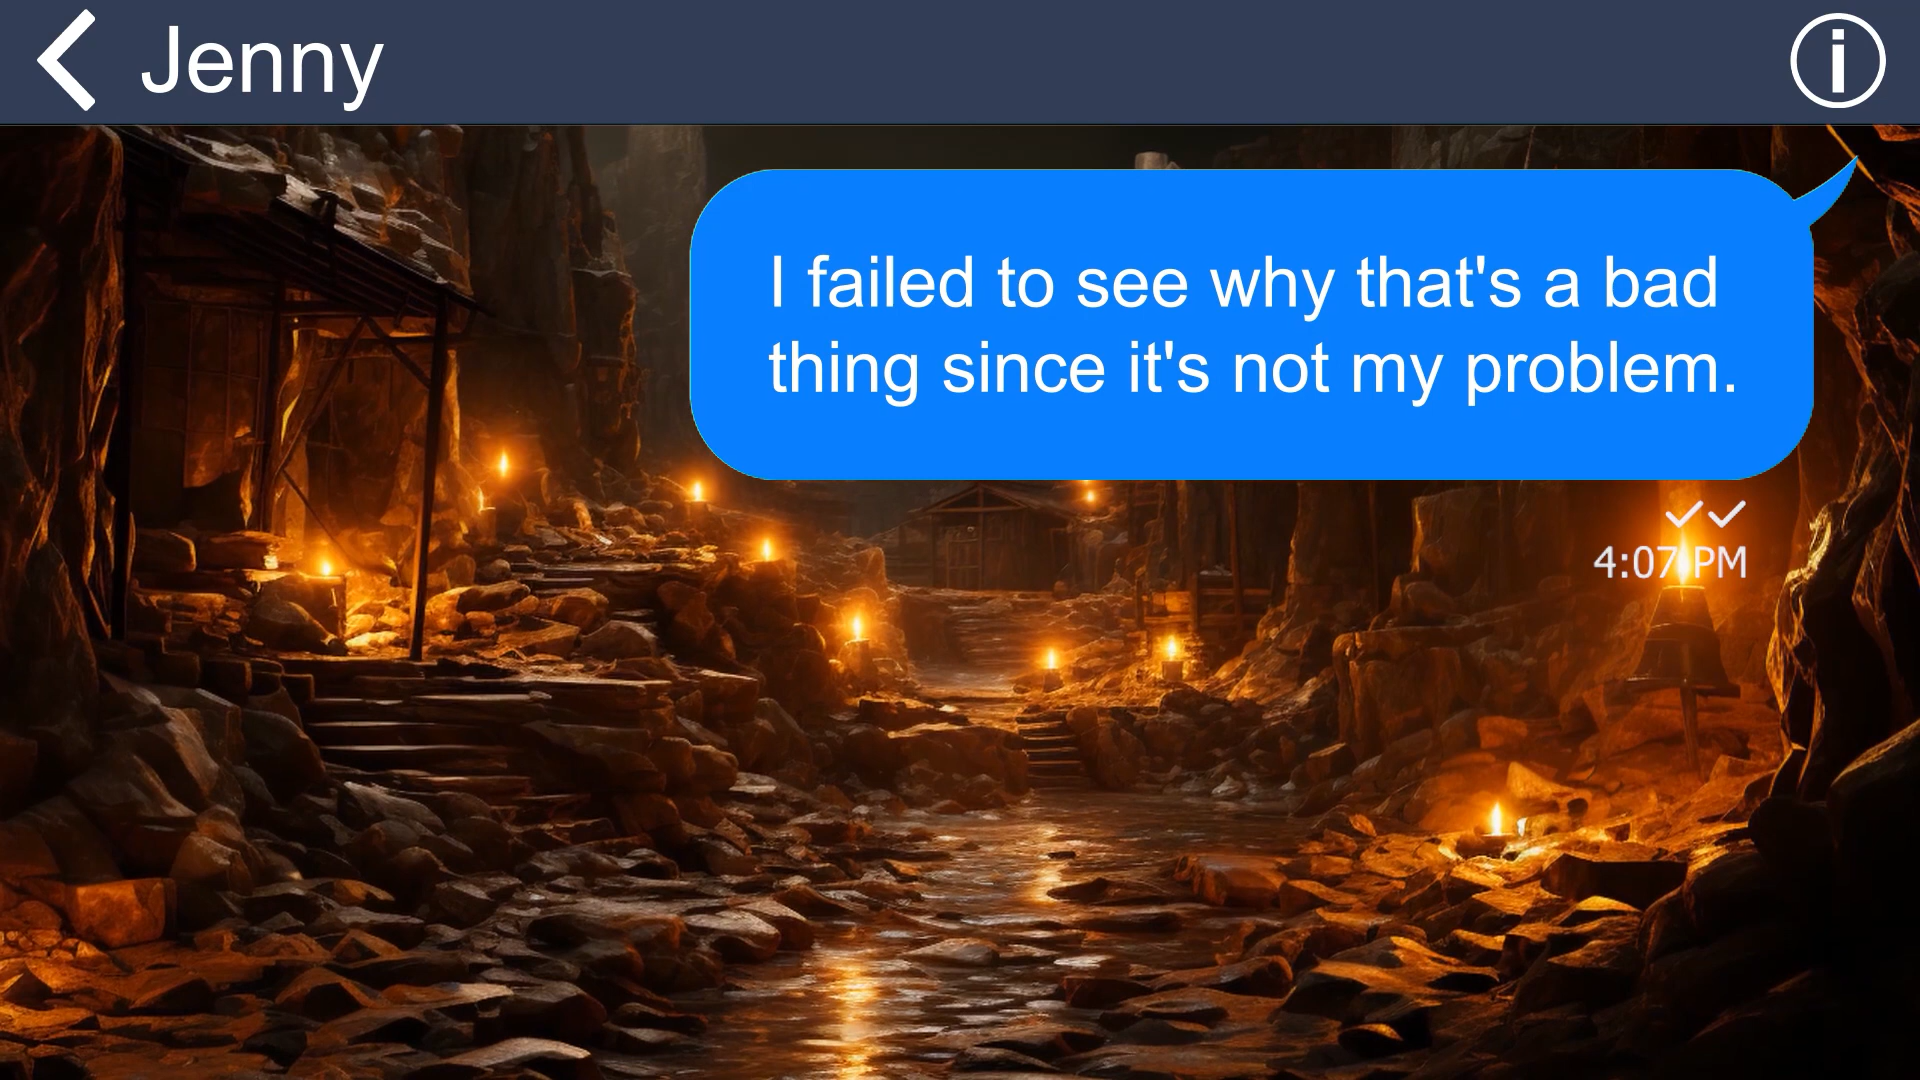 Jenny
I failed to see why that's a bad
thing since it's not my problem.
4:07 PM